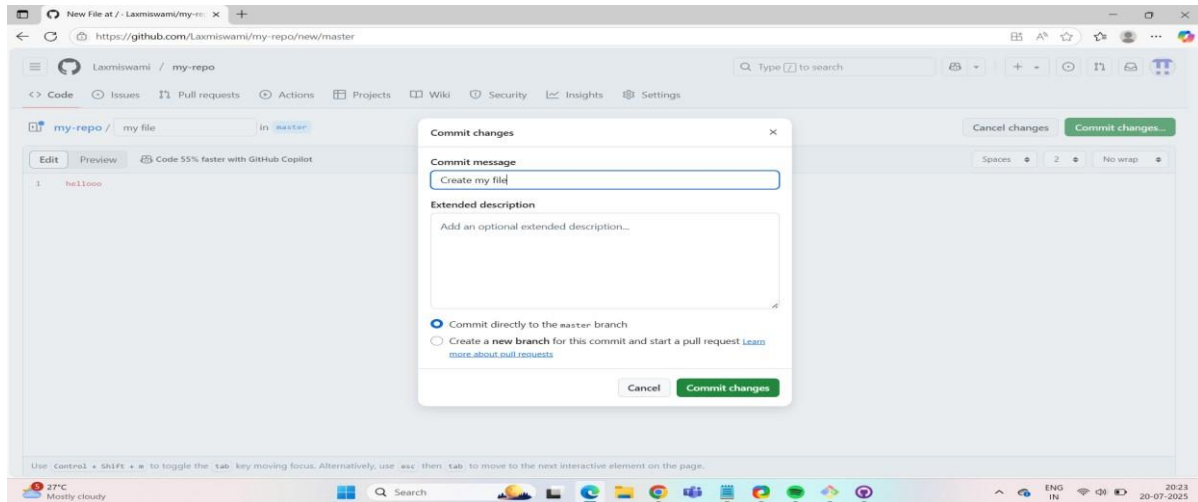 New File at / · Laxmiswami/my-re
https://github.com/Laxmiswami/my-repo/new/master
Laxmiswami / my-repo
Type / to search
Code Issues Pull requests Actions Projects Wiki Security Insights Settings
my-repo / my file in master
Cancel changes Commit changes...
Edit Preview Code 55% faster with GitHub Copilot
Spaces 2 No wrap
1 hellooo
Commit changes
Commit message
Create my file
Extended description
Add an optional extended description...
Commit directly to the master branch
Create a new branch for this commit and start a pull request Learn
more about pull requests
Cancel Commit changes
Use Control + Shift + m to toggle the tab key moving focus. Alternatively, use esc then tab to move to the next interactive element on the page.
27°C
Mostly cloudy
Search
ENG
IN
20:23
20-07-2025